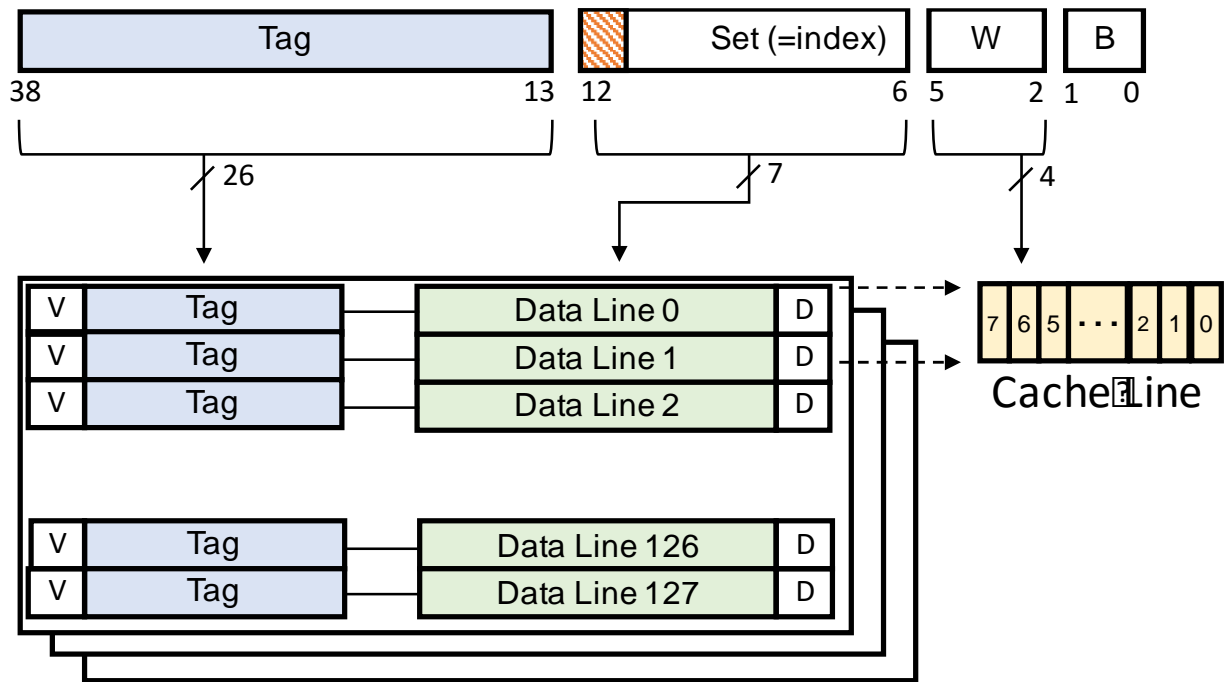 Tag Set (=index) W B
38 13 12 6 5 2 1 0
26 7 4
V Tag Data Line 0 D
V Tag Data Line 1 D
V Tag Data Line 2 D
7 6 5 ··· 2 1 0
Cache Line
V Tag Data Line 126 D
V Tag Data Line 127 D